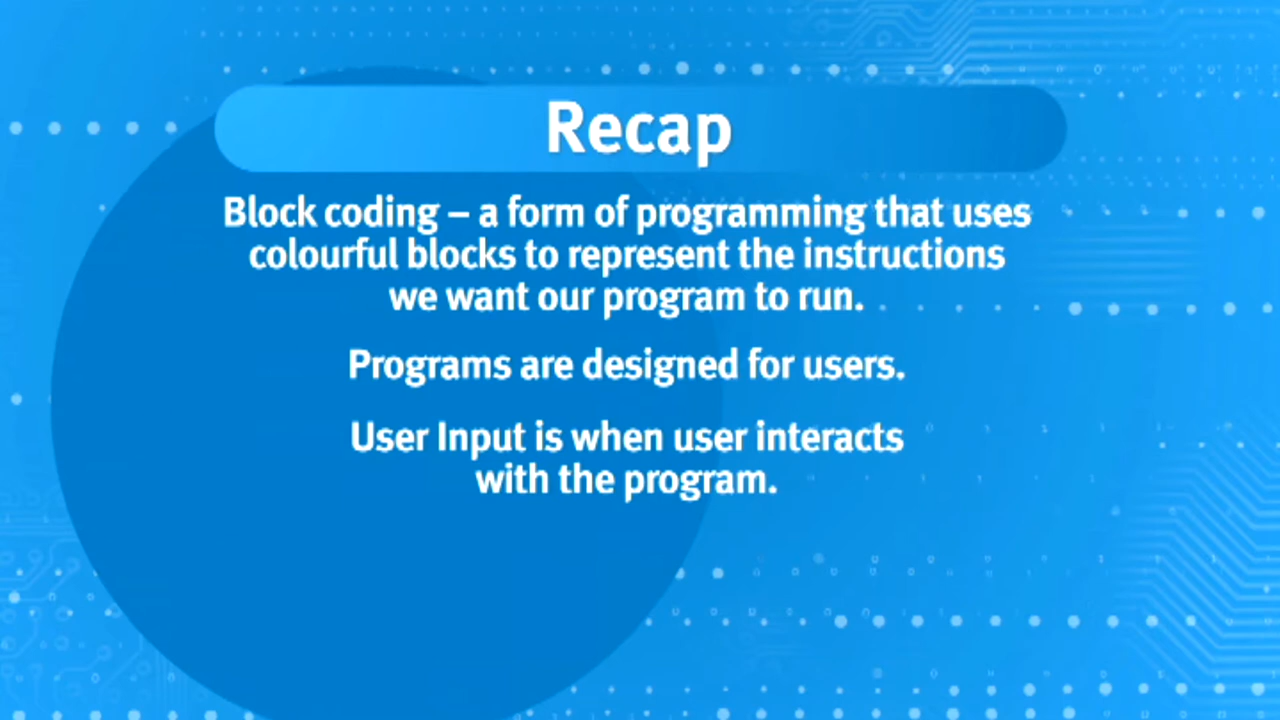 Recap
Block coding – a form of programming that uses
colourful blocks to represent the instructions
we want our program to run.
Programs are designed for users.
User Input is when user interacts
with the program.